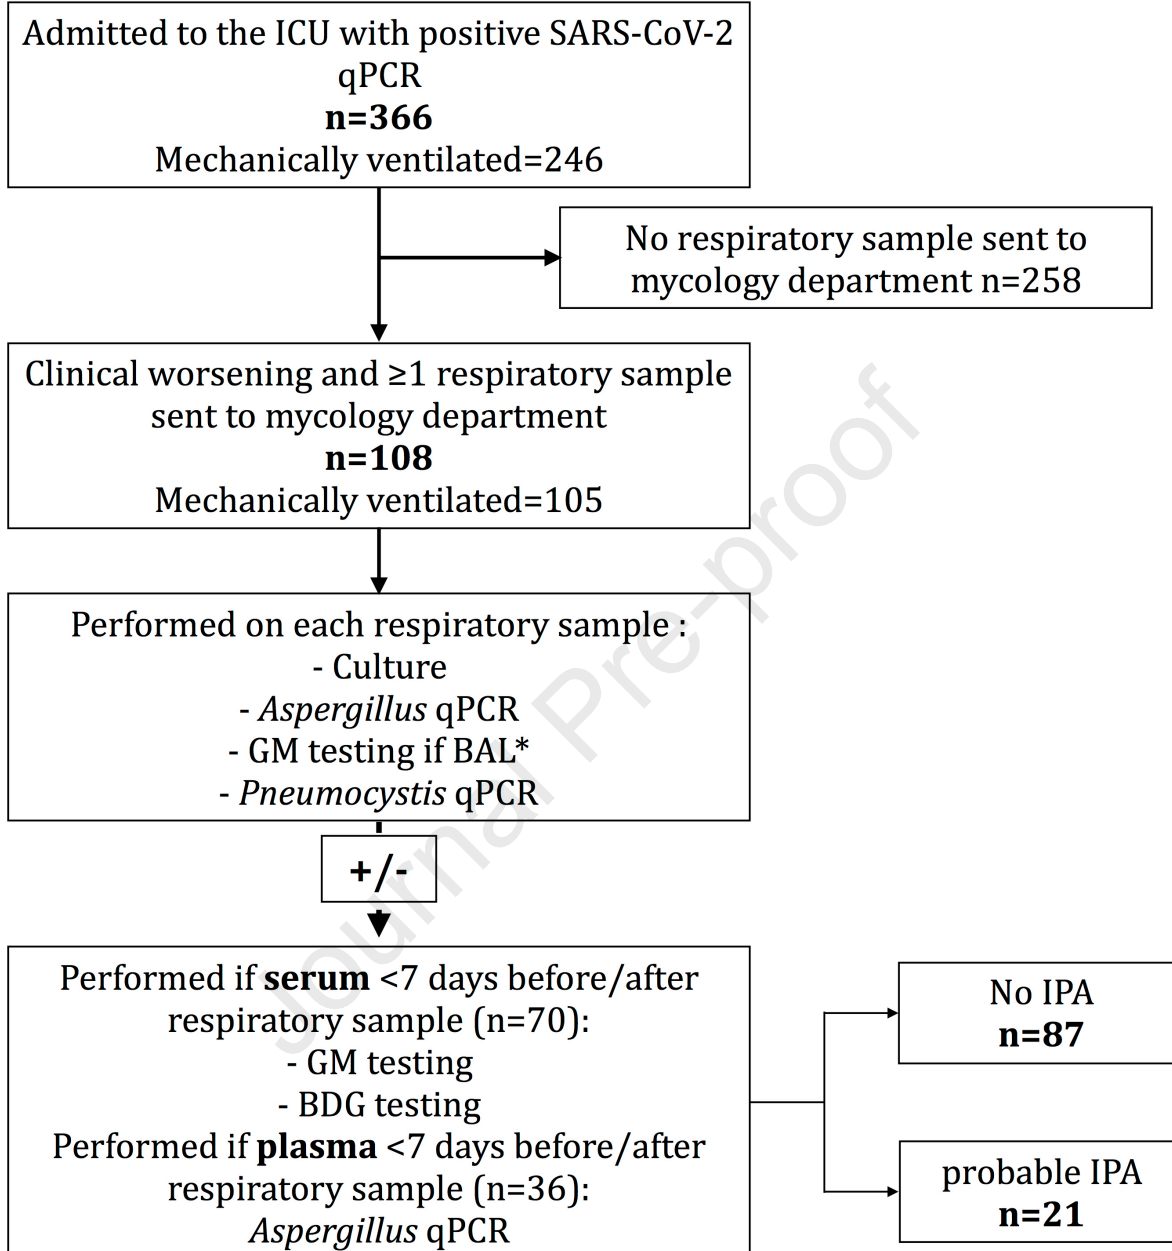 Admitted to the ICU with positive SARS-CoV-2
qPCR
n=366
Mechanically ventilated=246
No respiratory sample sent to
mycology department n=258
Clinical worsening and ≥1 respiratory sample
sent to mycology department
n=108
Mechanically ventilated=105
Performed on each respiratory sample :
- Culture
- Aspergillus qPCR
- GM testing if BAL*
- Pneumocystis qPCR
+/-
Performed if serum <7 days before/after
respiratory sample (n=70):
- GM testing
- BDG testing
Performed if plasma <7 days before/after
respiratory sample (n=36):
Aspergillus qPCR
No IPA
n=87
probable IPA
n=21
Journal Pre-proof